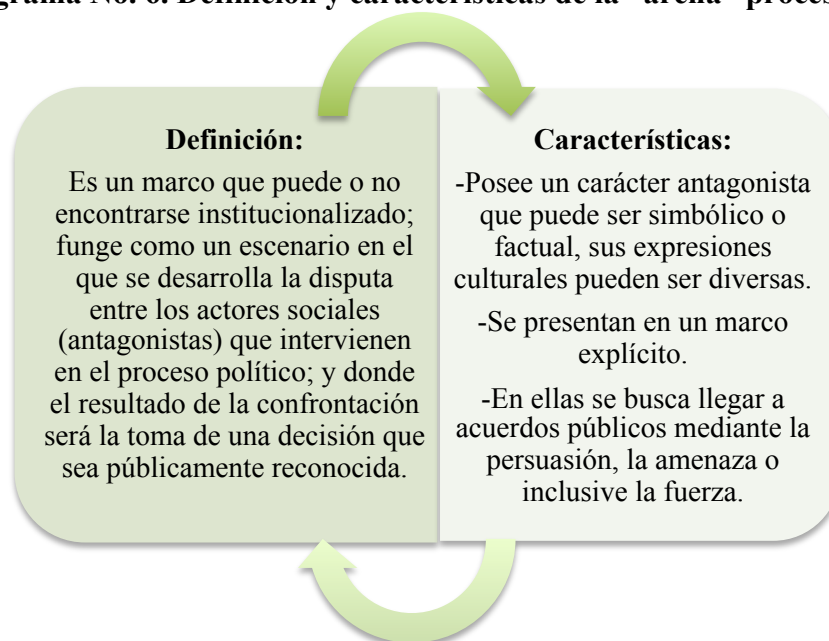 grama No. 6. Definición y características de la "arena" proces
Definición:
Es un marco que puede o no
encontrarse institucionalizado;
funge como un escenario en el
que se desarrolla la disputa
entre los actores sociales
(antagonistas) que intervienen
en el proceso político; y donde
el resultado de la confrontación
será la toma de una decisión que
sea públicamente reconocida.
Características:
-Posee un carácter antagonista
que puede ser simbólico o
factual, sus expresiones
culturales pueden ser diversas.
-Se presentan en un marco
explícito.
-En ellas se busca llegar a
acuerdos públicos mediante la
persuasión, la amenaza o
inclusive la fuerza.